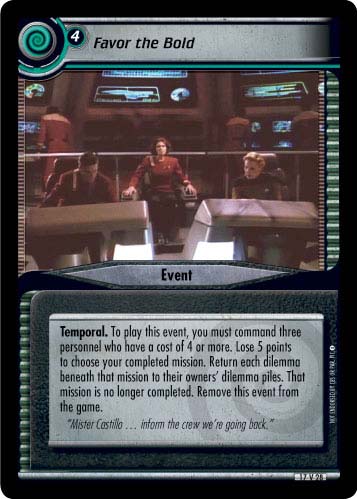 4
Favor the Bold
Event
Temporal. To play this event, you must command three
personnel who have a cost of 4 or more. Lose 5 points
to choose your completed mission. Return each dilemma
beneath that mission to their owners' dilemma piles. That
mission is no longer completed. Remove this event from
the game.
"Mister Castillo ... inform the crew we're going back."
17 V 28